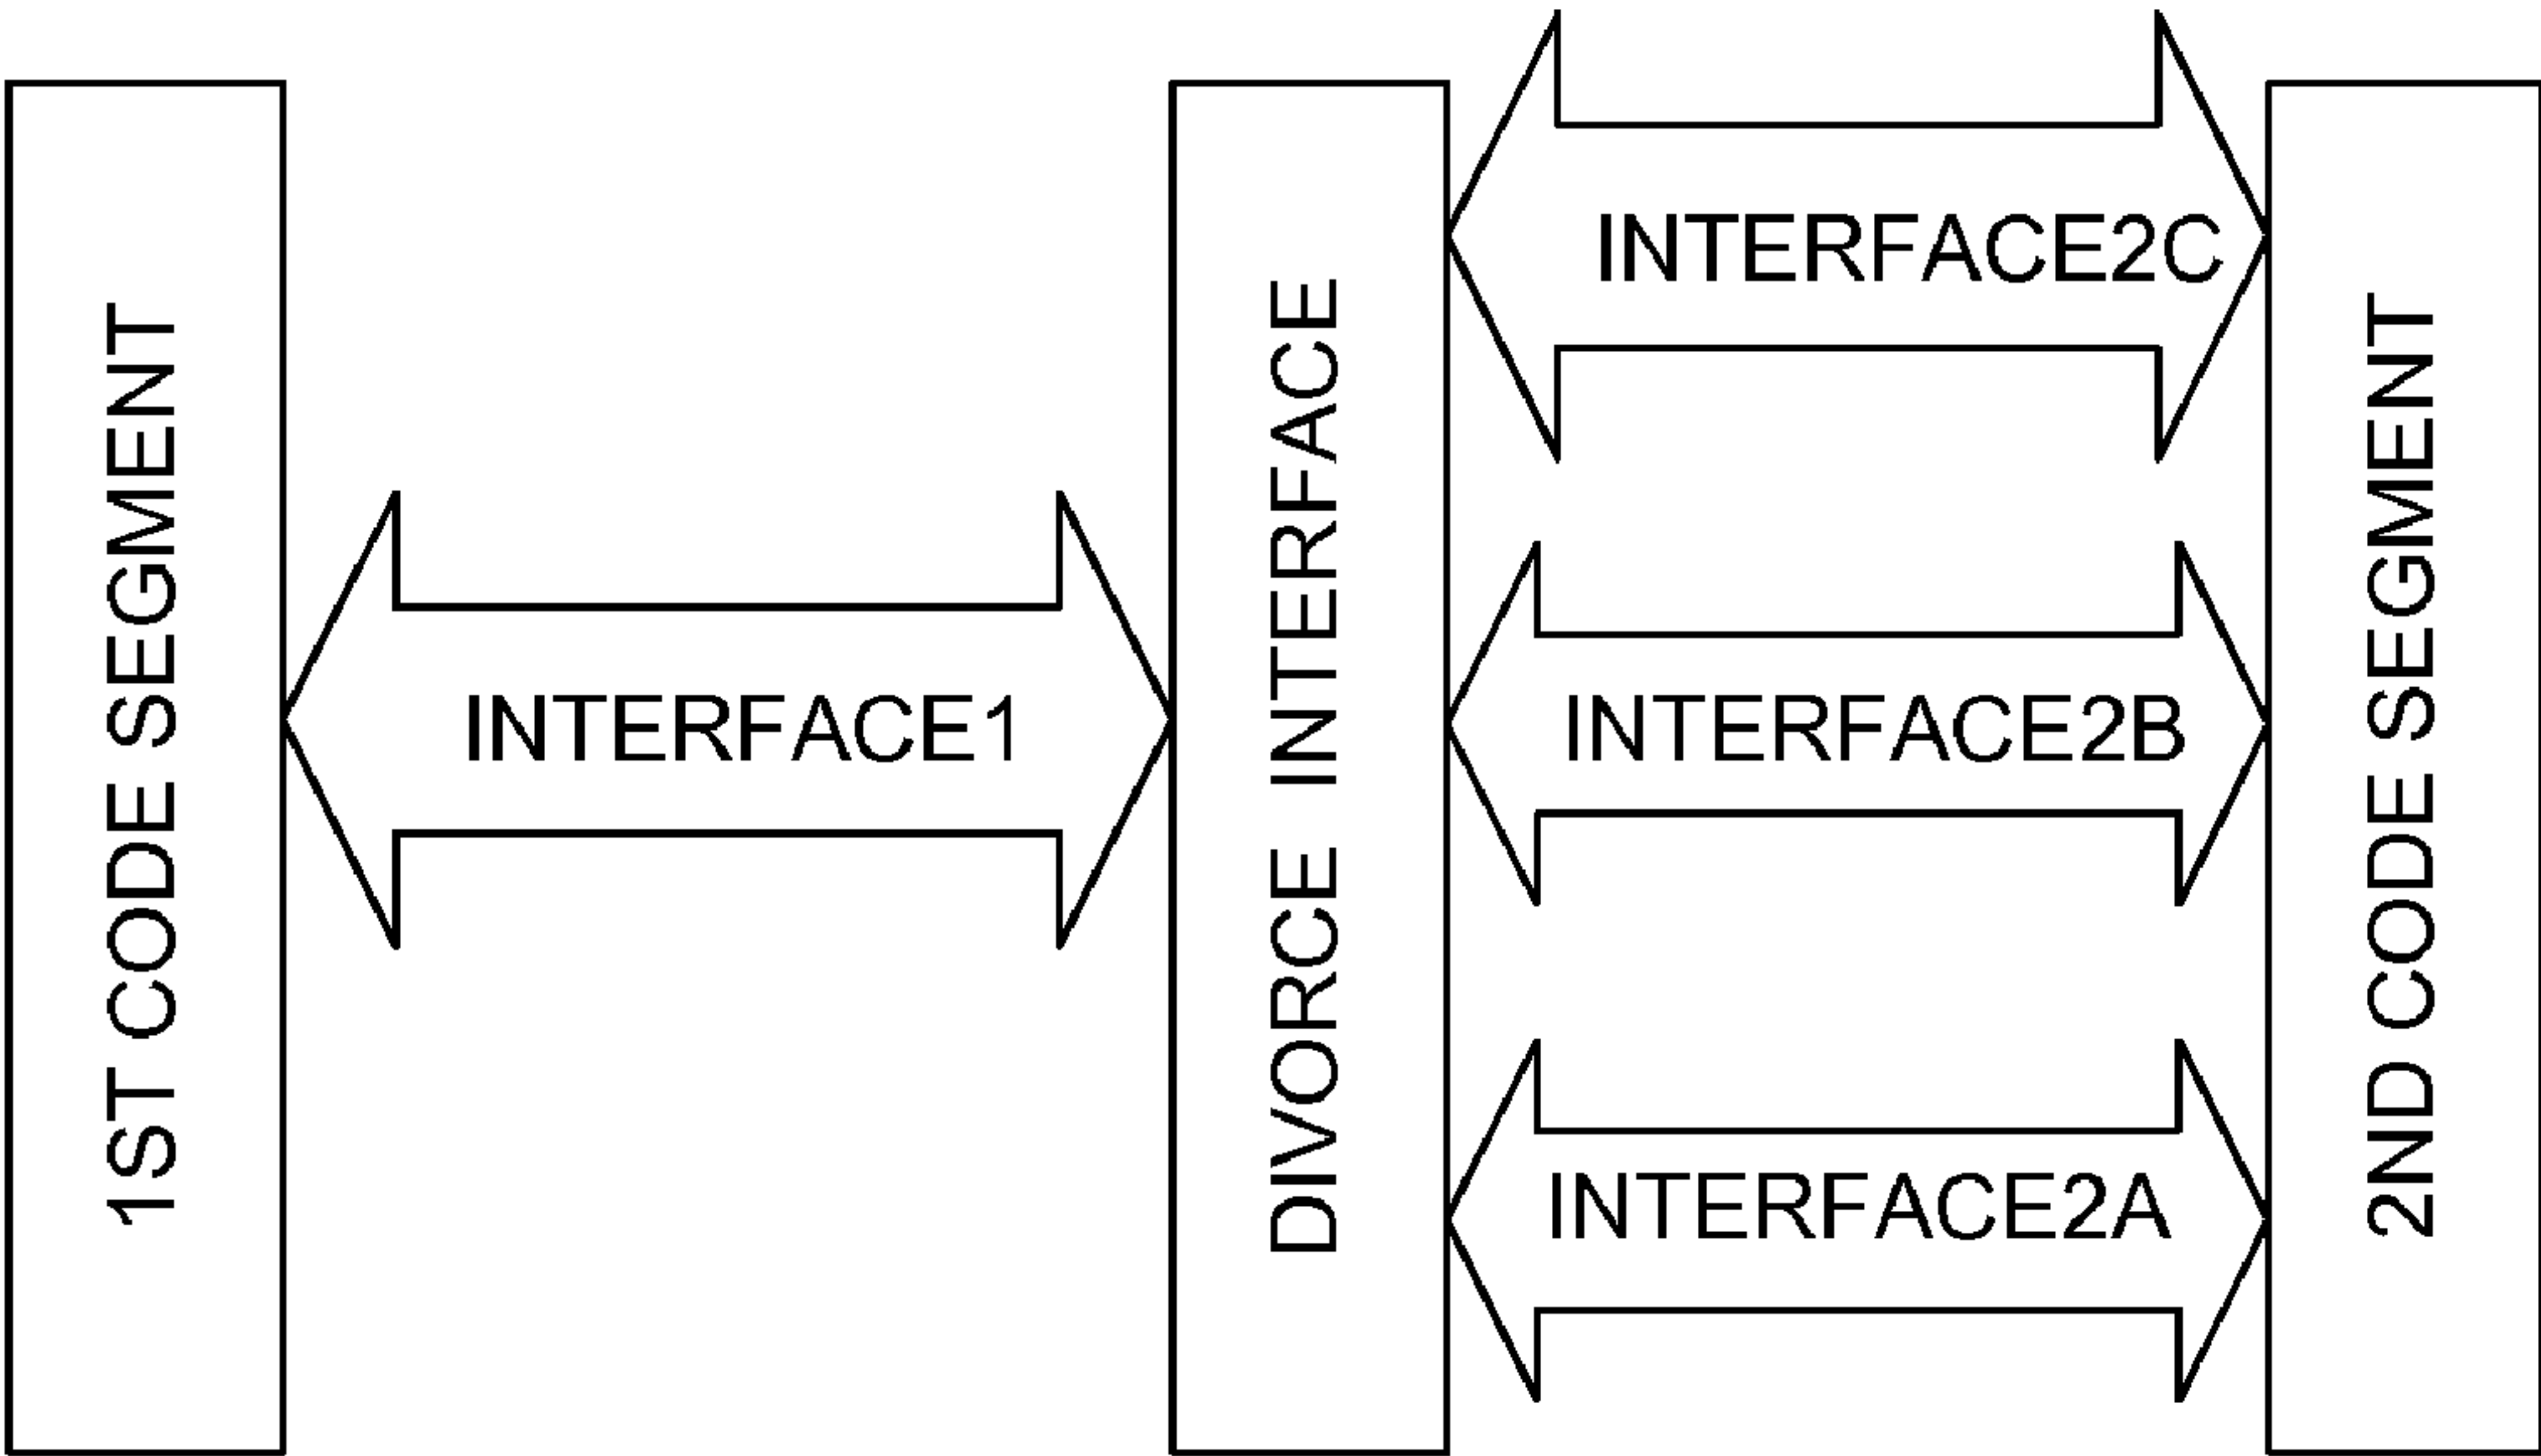 1ST CODE SEGMENT
INTERFACE1
DIVORCE INTERFACE
INTERFACE2C
INTERFACE2B
INTERFACE2A
2ND CODE SEGMENT